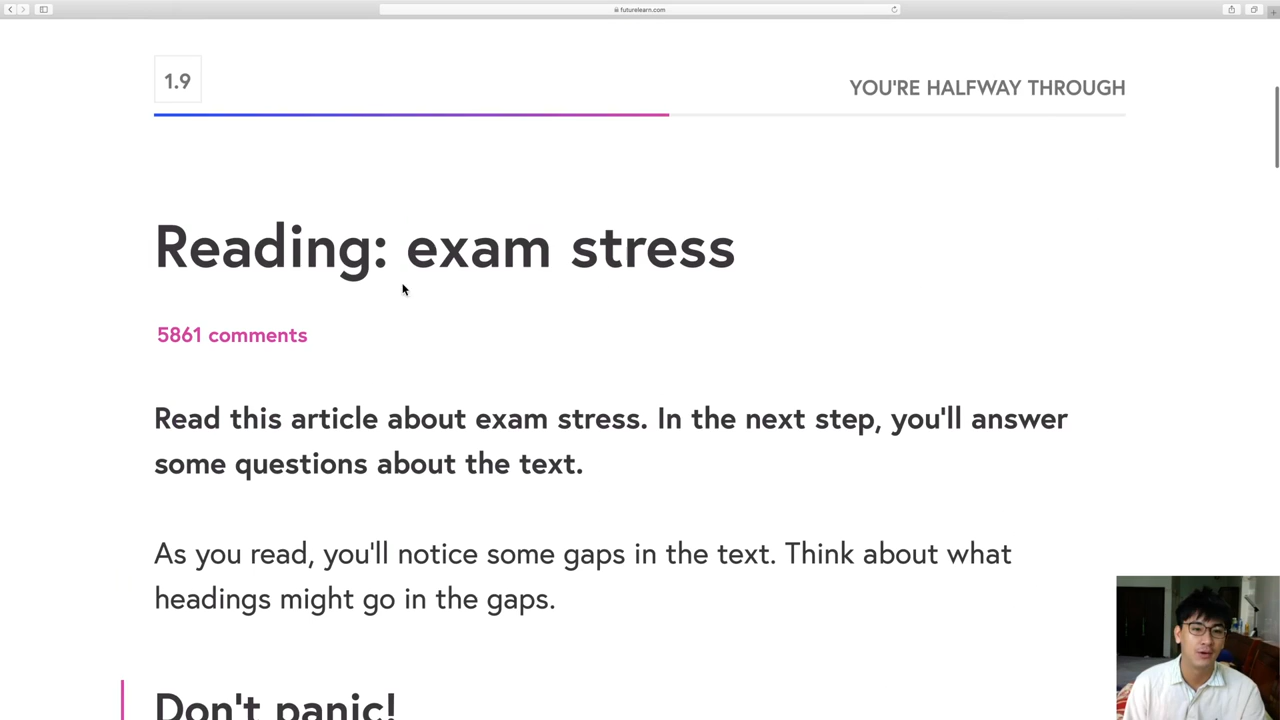 futurelearn.com
1.9
YOU'RE HALFWAY THROUGH
Reading: exam stress
5861 comments
Read this article about exam stress. In the next step, you'll answer
some questions about the text.
As you read, you'll notice some gaps in the text. Think about what
headings might go in the gaps.
Don't panic!